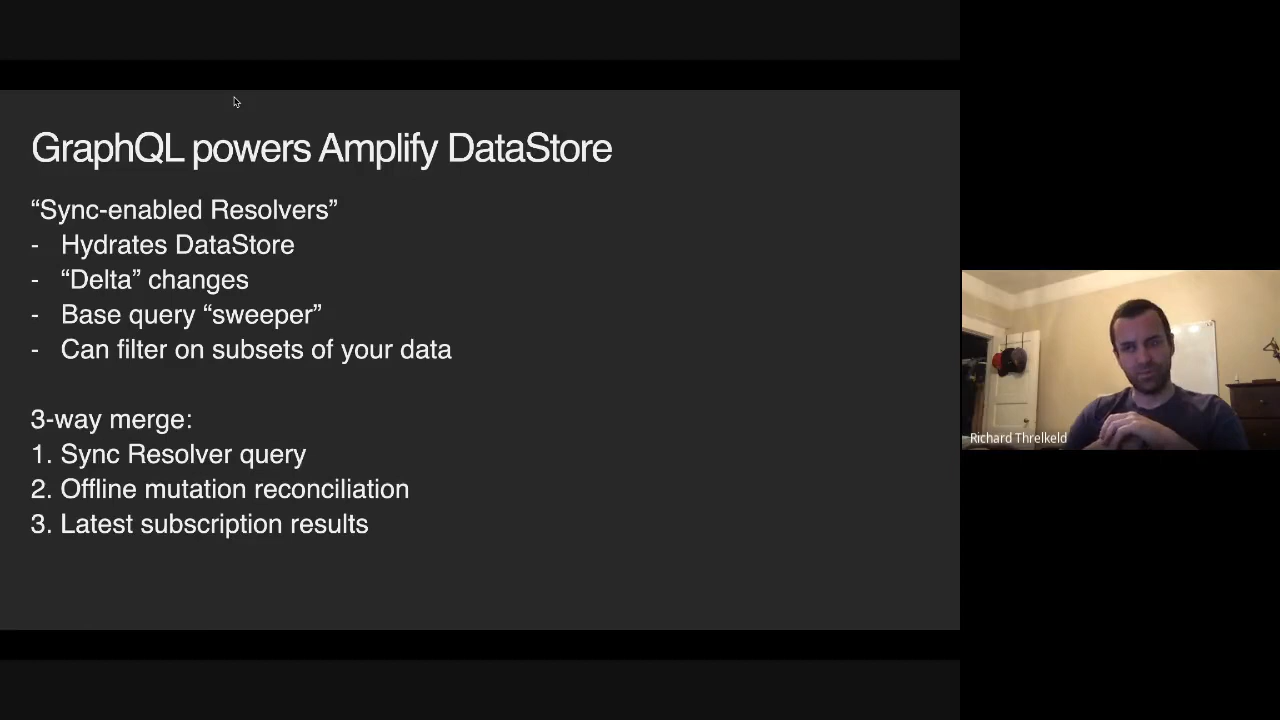 GraphQL powers Amplify DataStore
“Sync-enabled Resolvers”
- Hydrates DataStore
- “Delta” changes
- Base query “sweeper”
- Can filter on subsets of your data
3-way merge:
1. Sync Resolver query
2. Offline mutation reconciliation
3. Latest subscription results
Richard Threlkeld